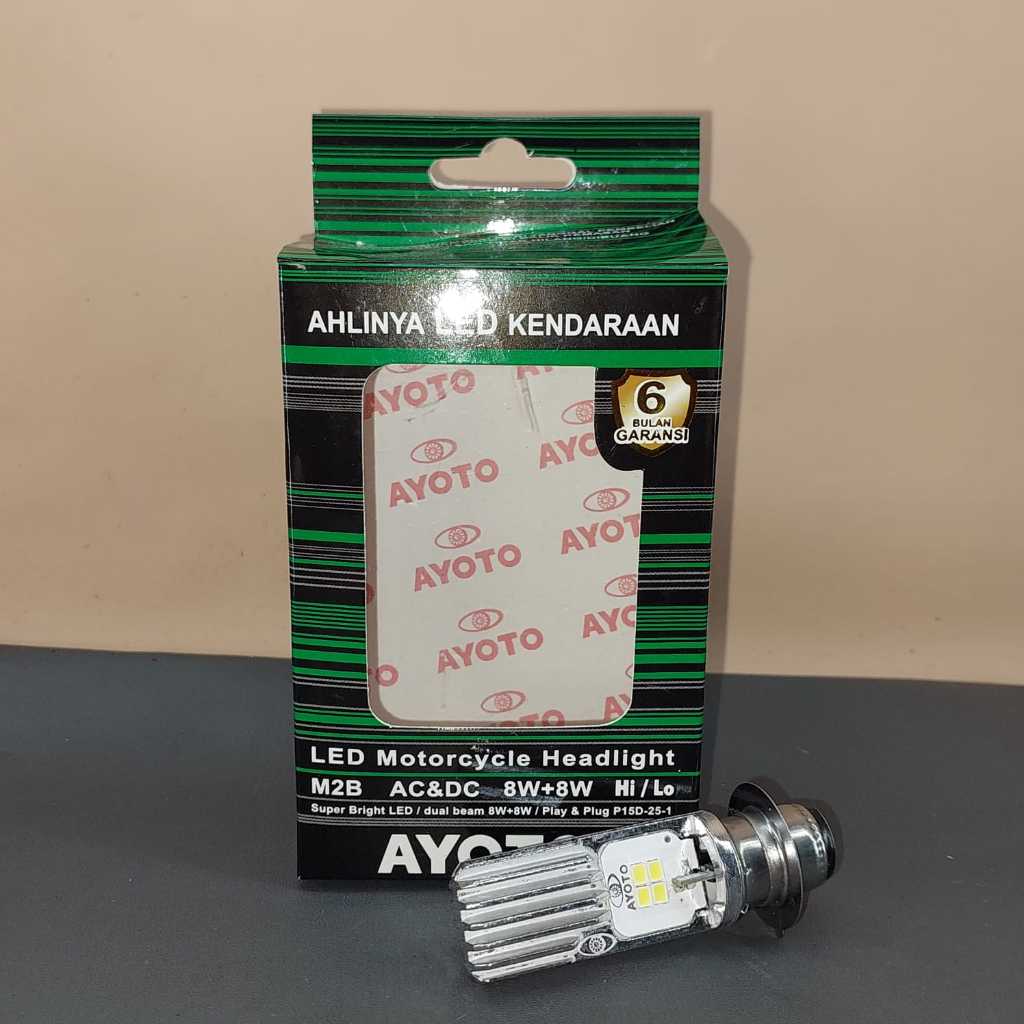 AHLINYA LED KENDARAAN
6
BULAN
GARANSI
AYOTO
AYOTO
AYOTO
AYOTO
AYOTO
LED Motorcycle Headlight
M2B AC&DC 8W+8W Hi / Lo
Super Bright LED / dual beam 8W+8W / Play & Plug P15D-25-1
AYOTO
AYOTO